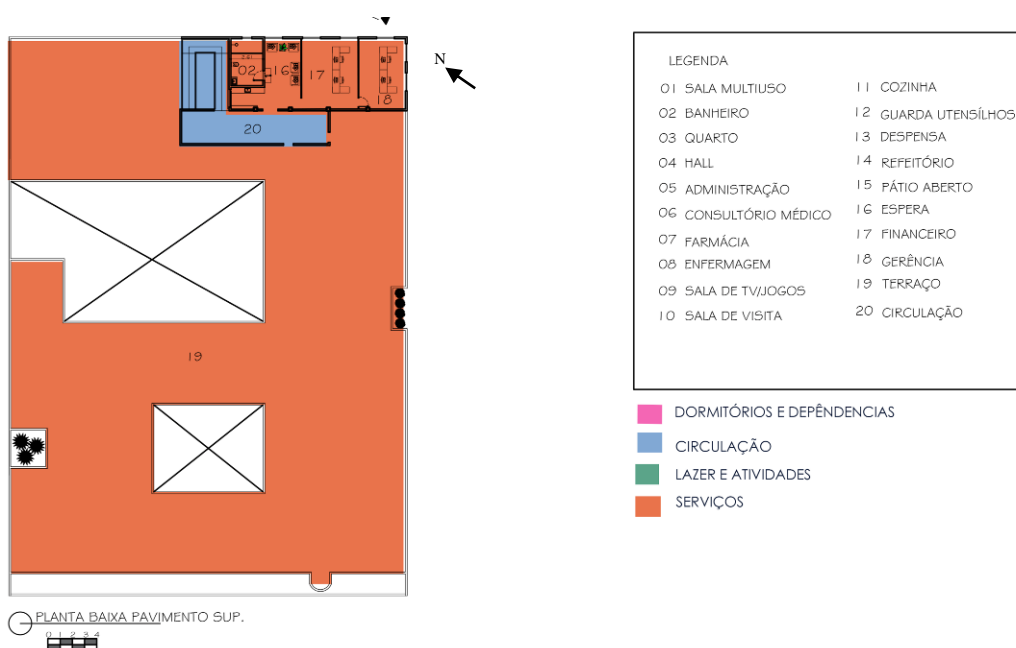 N
02
16
17
18
20
19
PLANTA BAIXA PAVIMENTO SUP.
0 1 2 3 4
LEGENDA
01 SALA MULTIUSO
02 BANHEIRO
03 QUARTO
04 HALL
05 ADMINISTRAÇÃO
06 CONSULTÓRIO MÉDICO
07 FARMÁCIA
08 ENFERMAGEM
09 SALA DE TV/JOGOS
10 SALA DE VISITA
11 COZINHA
12 GUARDA UTENSÍLHOS
13 DESPENSA
14 REFEITÓRIO
15 PÁTIO ABERTO
16 ESPERA
17 FINANCEIRO
18 GERÊNCIA
19 TERRAÇO
20 CIRCULAÇÃO
DORMITÓRIOS E DEPÊNDENCIAS
CIRCULAÇÃO
LAZER E ATIVIDADES
SERVIÇOS